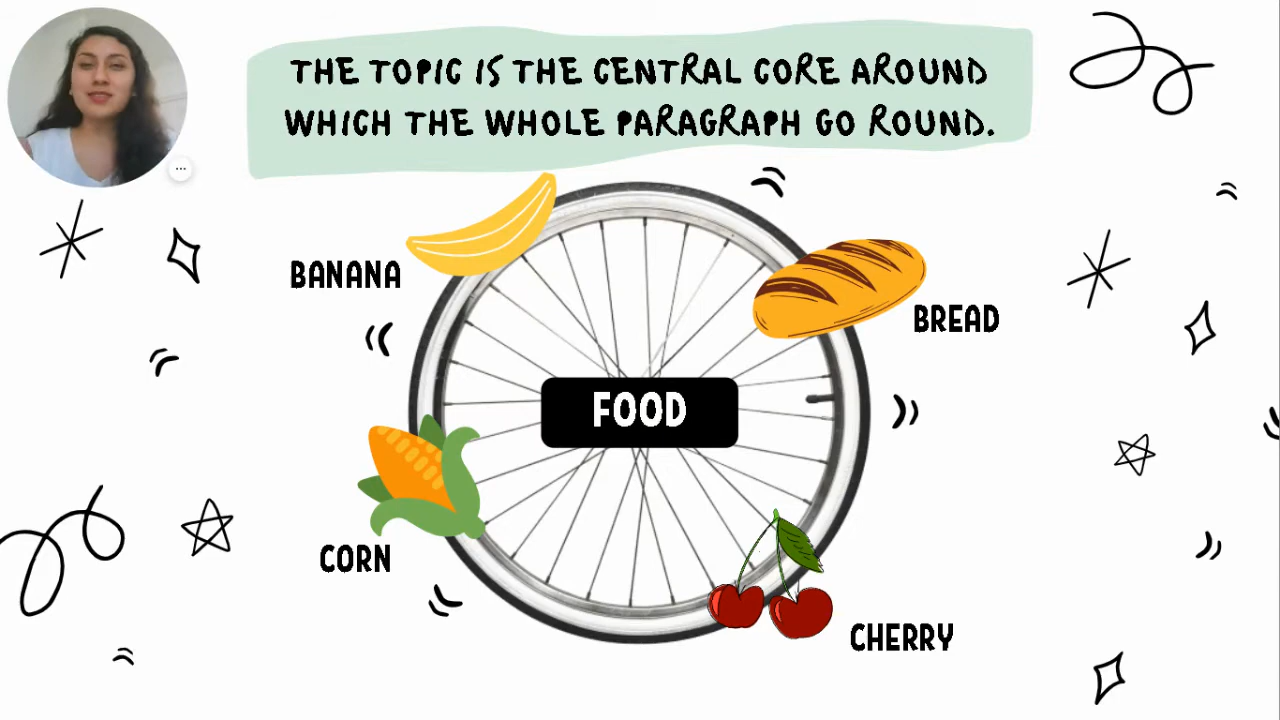 THE TOPIC IS THE CENTRAL CORE AROUND
WHICH THE WHOLE PARAGRAPH GO ROUND.
BANANA
BREAD
FOOD
CORN
CHERRY